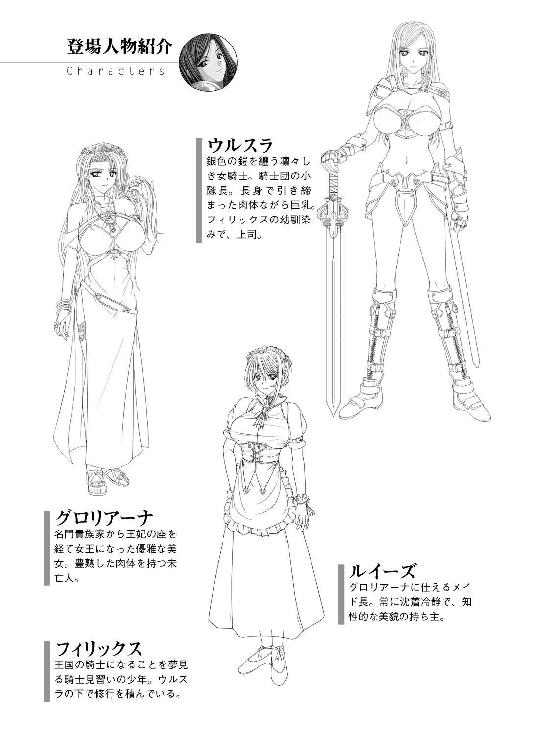 登場人物紹介
Characters
ウルスラ
銀色の鎧を纏う凛々し
き女騎士。騎士団の小
隊長。長身で引き締
まった肉体ながら巨乳。
フィリックスの幼馴染
みで、上司。
グロリアーナ
名門貴族家から王妃の座を
経て女王になった優雅な美
女。豊熟した肉体を持つ未
亡人。
ルイーズ
グロリアーナに仕えるメイ
ド長。常に沈着冷静で、知
性的な美貌の持ち主。
フィリックス
王国の騎士になることを夢見
る騎士見習いの少年。ウルス
ラの下で修行を積んでいる。